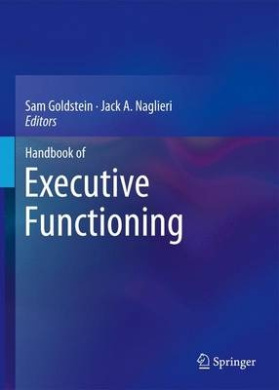 Sam Goldstein · Jack A. Naglieri
Editors
Handbook of
Executive
Functioning
Springer